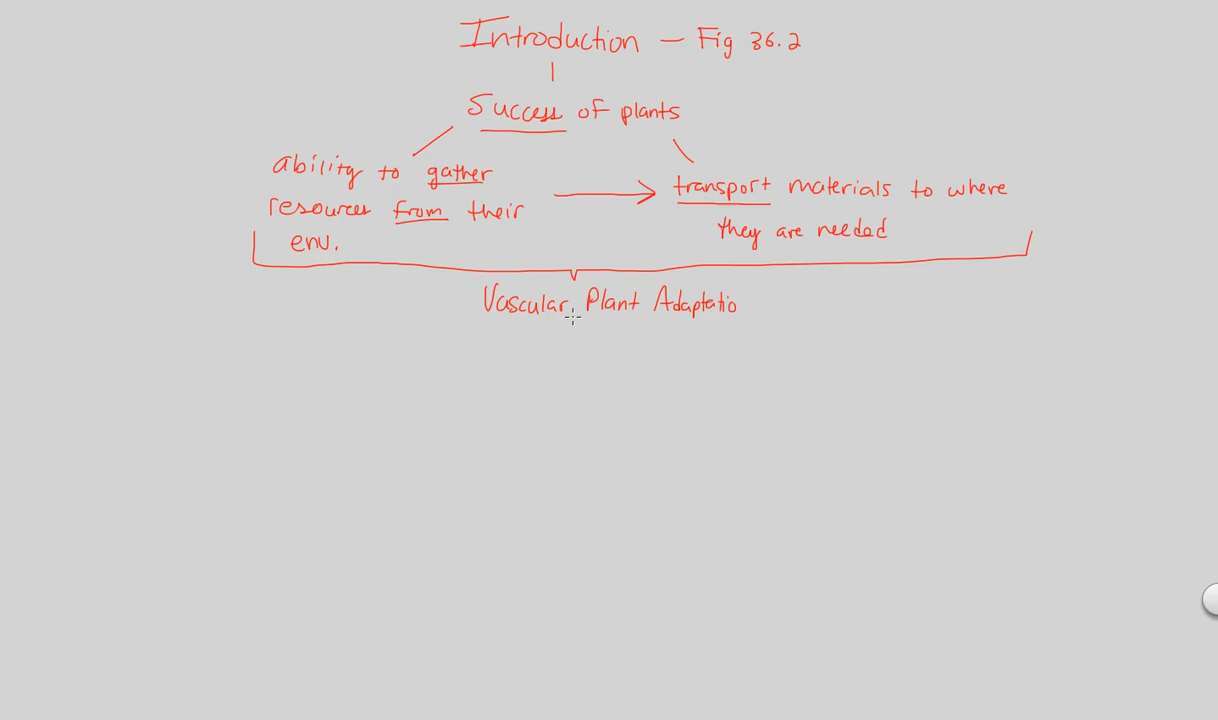 Introduction — Fig 36.2
Success of plants
ability to gather
resources from their
env.
transport materials to where
they are needed
Vascular Plant Adaptatio